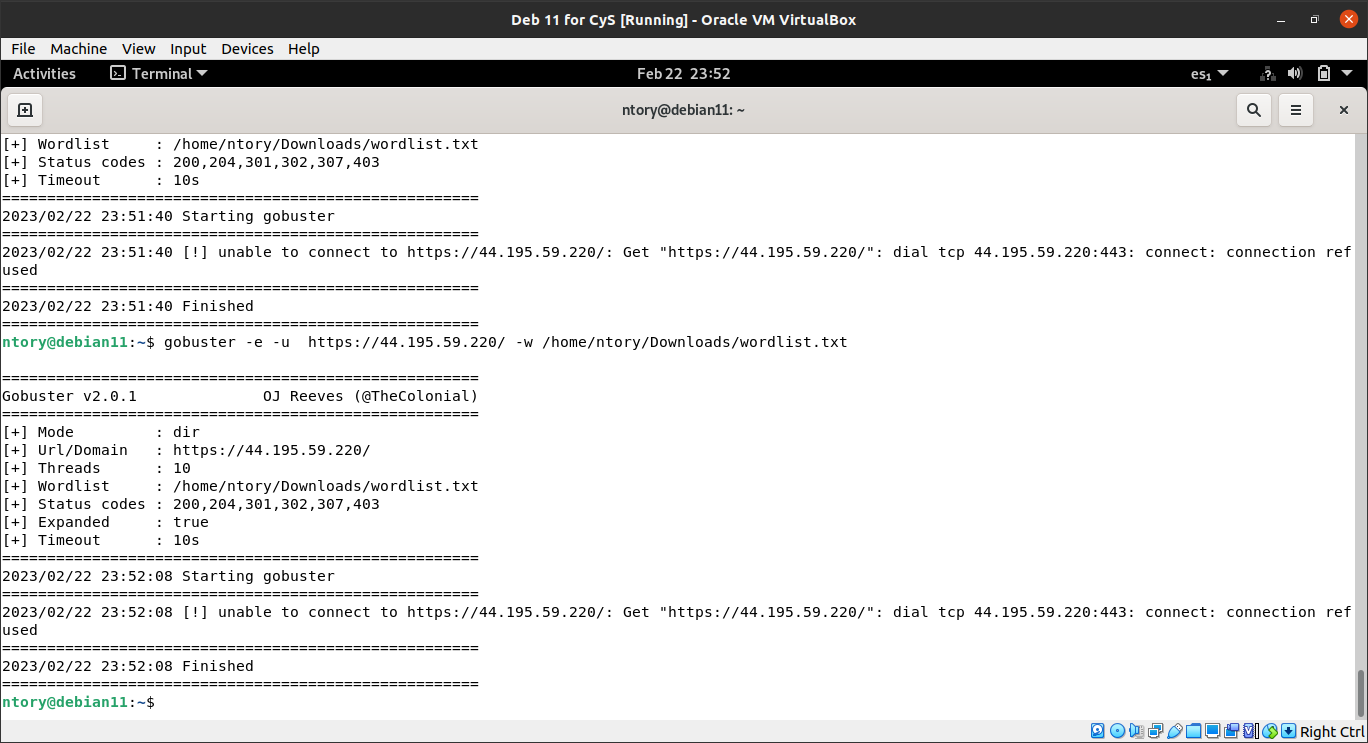 Deb 11 for CyS [Running] - Oracle VM VirtualBox
File Machine View Input Devices Help
Activities Terminal Feb 22 23:52 es₁
ntory@debian11: ~
[+] Wordlist     : /home/ntory/Downloads/wordlist.txt
[+] Status codes : 200,204,301,302,307,403
[+] Timeout      : 10s
=====================================================
2023/02/22 23:51:40 Starting gobuster
=====================================================
2023/02/22 23:51:40 [!] unable to connect to https://44.195.59.220/: Get "https://44.195.59.220/": dial tcp 44.195.59.220:443: connect: connection ref
used
=====================================================
2023/02/22 23:51:40 Finished
=====================================================
ntory@debian11:~$ gobuster -e -u  https://44.195.59.220/ -w /home/ntory/Downloads/wordlist.txt
=====================================================
Gobuster v2.0.1              OJ Reeves (@TheColonial)
=====================================================
[+] Mode         : dir
[+] Url/Domain   : https://44.195.59.220/
[+] Threads      : 10
[+] Wordlist     : /home/ntory/Downloads/wordlist.txt
[+] Status codes : 200,204,301,302,307,403
[+] Expanded     : true
[+] Timeout      : 10s
=====================================================
2023/02/22 23:52:08 Starting gobuster
=====================================================
2023/02/22 23:52:08 [!] unable to connect to https://44.195.59.220/: Get "https://44.195.59.220/": dial tcp 44.195.59.220:443: connect: connection ref
used
=====================================================
2023/02/22 23:52:08 Finished
=====================================================
ntory@debian11:~$
Right Ctrl